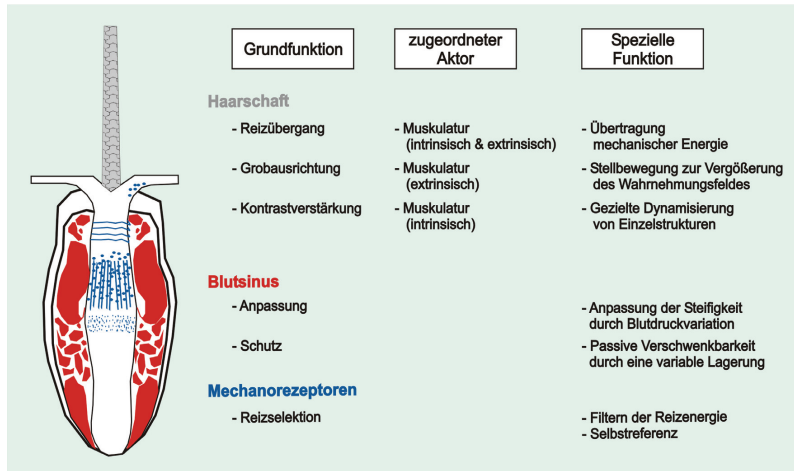 Grundfunktion
zugeordneter
Aktor
Spezielle
Funktion
Haarschaft
- Reizübergang
- Muskulatur
(intrinsisch & extrinsisch)
- Übertragung
mechanischer Energie
- Grobausrichtung
- Muskulatur
(extrinsisch)
- Stellbewegung zur Vergößerung
des Wahrnehmungsfeldes
- Kontrastverstärkung
- Muskulatur
(intrinsisch)
- Gezielte Dynamisierung
von Einzelstrukturen
Blutsinus
- Anpassung
- Anpassung der Steifigkeit
durch Blutdruckvariation
- Schutz
- Passive Verschwenkbarkeit
durch eine variable Lagerung
Mechanorezeptoren
- Reizselektion
- Filtern der Reizenergie
- Selbstreferenz